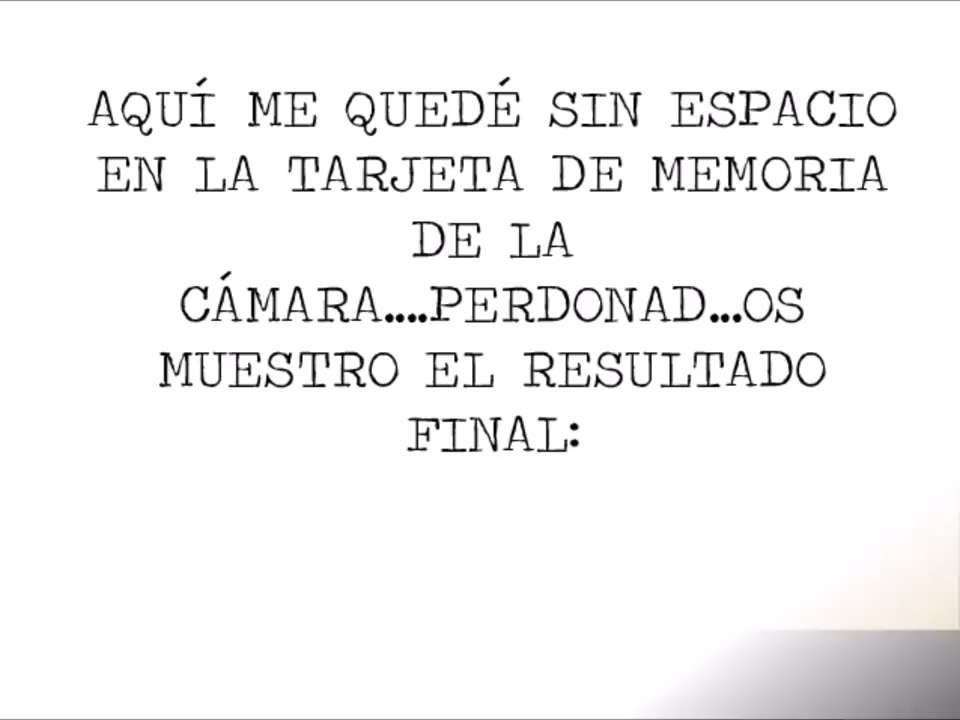 AQUÍ ME QUEDÉ SIN ESPACIO
EN LA TARJETA DE MEMORIA
DE LA
CÁMARA....PERDONAD...OS
MUESTRO EL RESULTADO
FINAL: